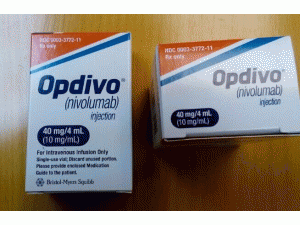 NDC 0003-3772-11
Rx only
Opdivo®
(nivolumab)
injection
40 mg/4 mL
(10 mg/mL)
For Intravenous Infusion Only
Single-use vial; Discard unused portion.
Please provide enclosed Medication
Guide to the patient.
Bristol-Myers Squibb
NDC 0003-3772-11
Rx only
Opdivo®
(nivolumab)
injection
40 mg/4 mL
(10 mg/mL)